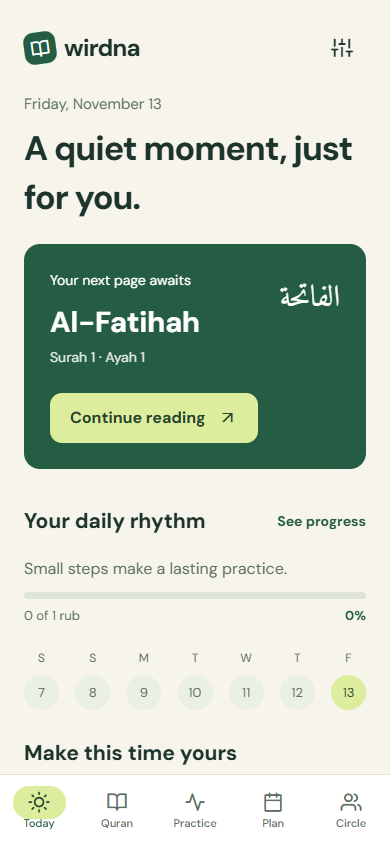 wirdna
Friday, November 13
A quiet moment, just
for you.
Your next page awaits
الفاتحة
Al-Fatihah
Surah 1 · Ayah 1
Continue reading
Your daily rhythm
See progress
Small steps make a lasting practice.
0 of 1 rub
0%
S S M T W T F
7 8 9 10 11 12 13
Make this time yours
Today Quran Practice Plan Circle